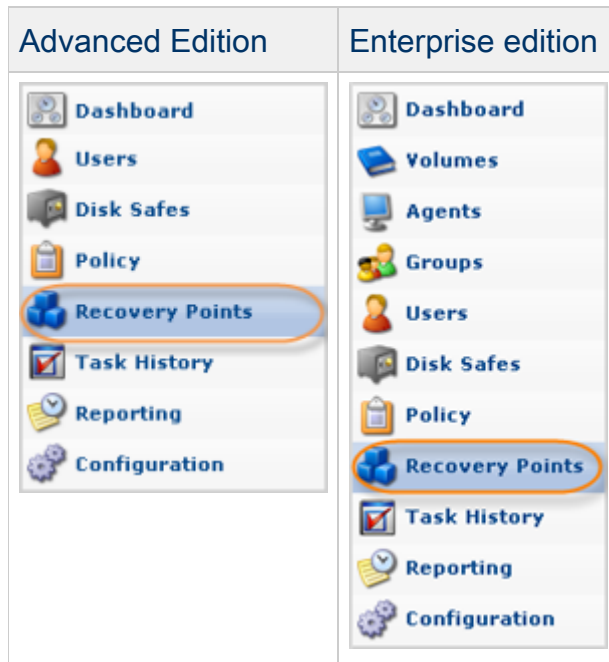 Advanced Edition
Enterprise edition
Dashboard
Users
Disk Safes
Policy
Recovery Points
Task History
Reporting
Configuration
Dashboard
Volumes
Agents
Groups
Users
Disk Safes
Policy
Recovery Points
Task History
Reporting
Configuration